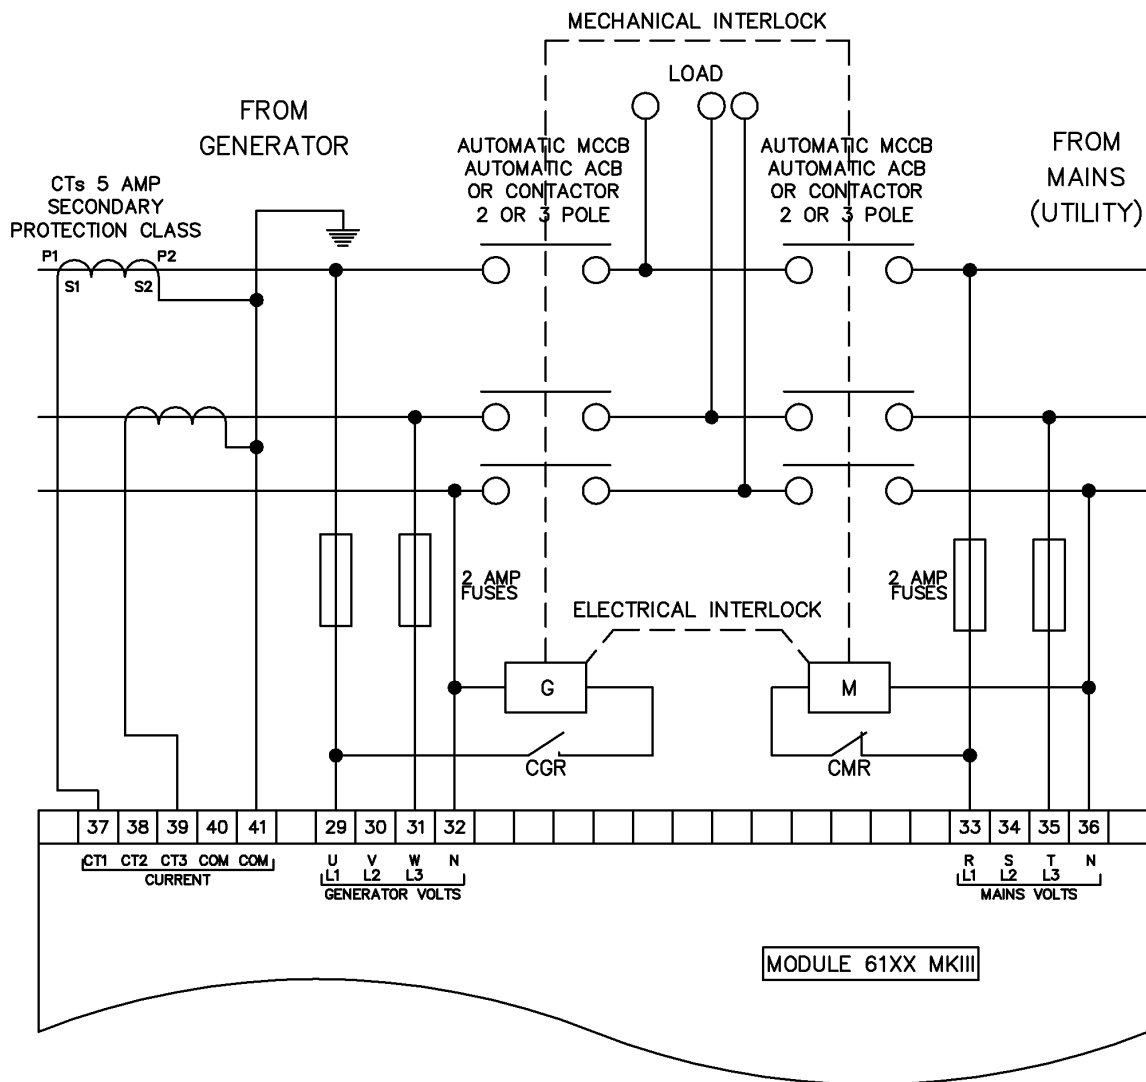 MECHANICAL INTERLOCK
LOAD
FROM
GENERATOR
AUTOMATIC MCCB
AUTOMATIC ACB
OR CONTACTOR
2 OR 3 POLE
AUTOMATIC MCCB
AUTOMATIC ACB
OR CONTACTOR
2 OR 3 POLE
FROM
MAINS
(UTILITY)
CTs 5 AMP
SECONDARY
PROTECTION CLASS
P1 P2
S1 S2
2 AMP
FUSES
2 AMP
FUSES
ELECTRICAL INTERLOCK
G
M
CGR
CMR
37 38 39 40 41 29 30 31 32 33 34 35 36
CT1 CT2 CT3 COM COM
CURRENT
U V W N
L1 L2 L3
GENERATOR VOLTS
R S T N
L1 L2 L3
MAINS VOLTS
MODULE 61XX MKIII